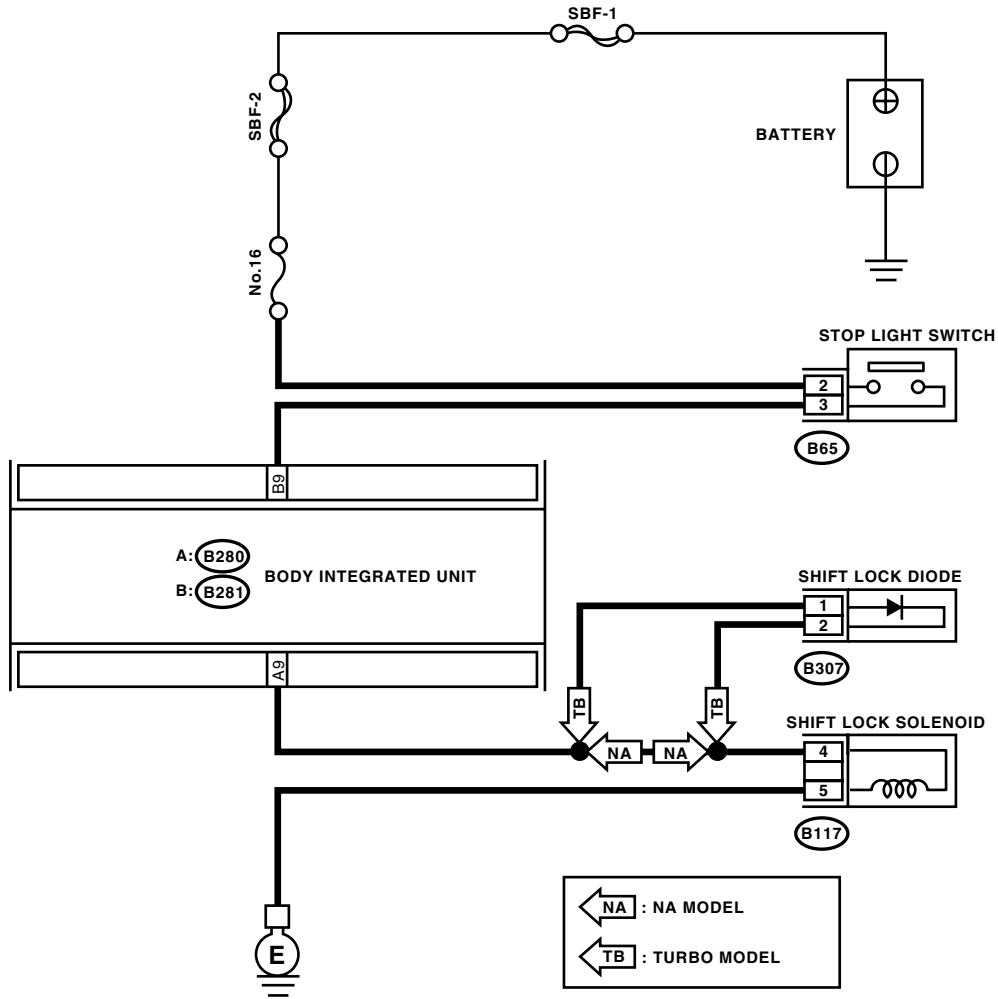 SBF-1
SBF-2
BATTERY
No.16
STOP LIGHT SWITCH
2
3
B65
B9
A: B280
B: B281
BODY INTEGRATED UNIT
SHIFT LOCK DIODE
1
2
B307
A9
TB
TB
SHIFT LOCK SOLENOID
NA
NA
4
5
B117
E
NA : NA MODEL
TB : TURBO MODEL